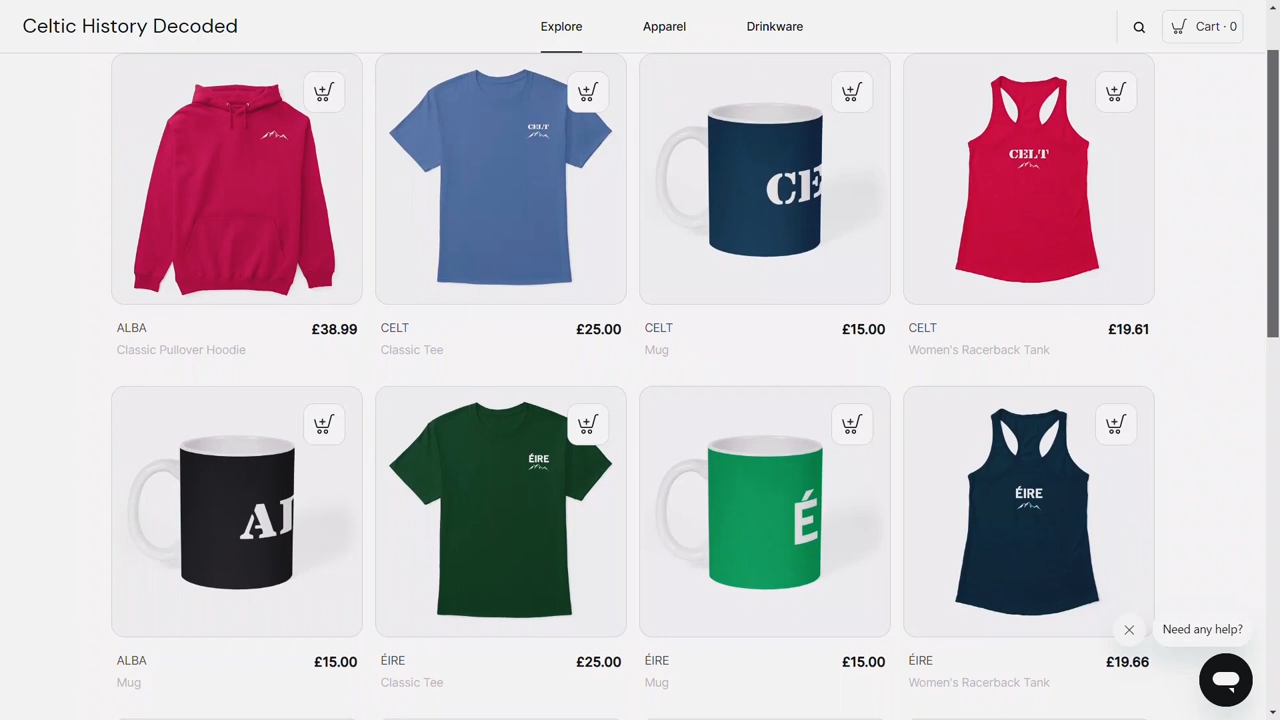 Celtic History Decoded
Explore
Apparel
Drinkware
Cart · 0
CELT
CE
CELT
ALBA
£38.99
Classic Pullover Hoodie
CELT
£25.00
Classic Tee
CELT
£15.00
Mug
CELT
£19.61
Women's Racerback Tank
AL
ÉIRE
É
ÉIRE
ALBA
£15.00
Mug
ÉIRE
£25.00
Classic Tee
ÉIRE
£15.00
Mug
ÉIRE
£19.66
Women's Racerback Tank
Need any help?